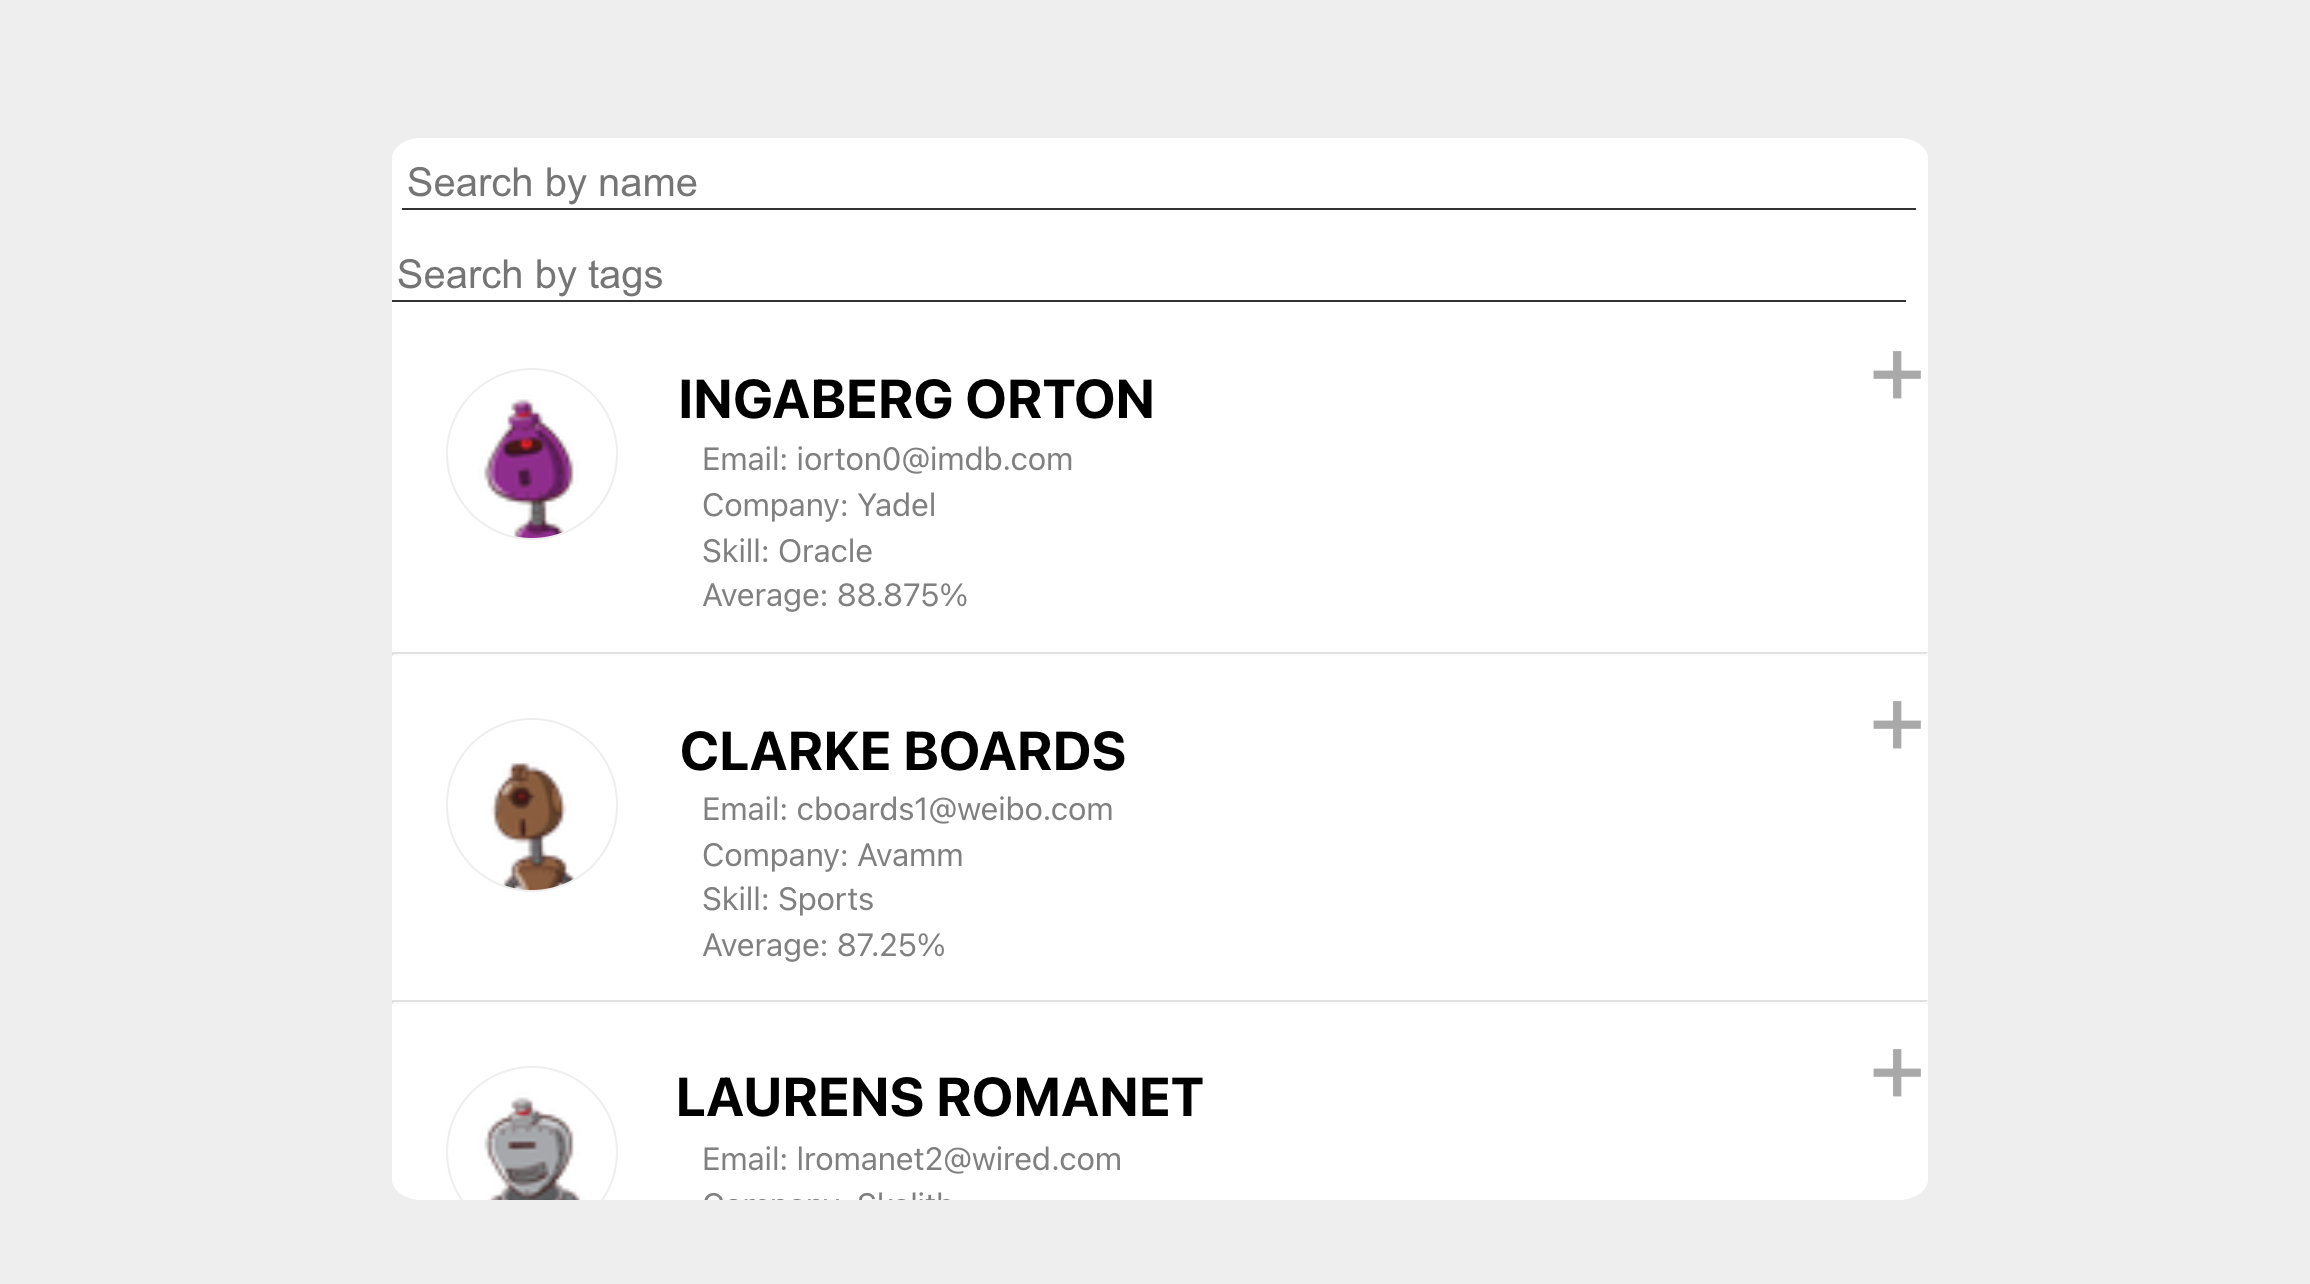 Search by name
Search by tags
INGABERG ORTON
Email: iorton0@imdb.com
Company: Yadel
Skill: Oracle
Average: 88.875%
CLARKE BOARDS
Email: cboards1@weibo.com
Company: Avamm
Skill: Sports
Average: 87.25%
LAURENS ROMANET
Email: lromanet2@wired.com
Company: Skalith